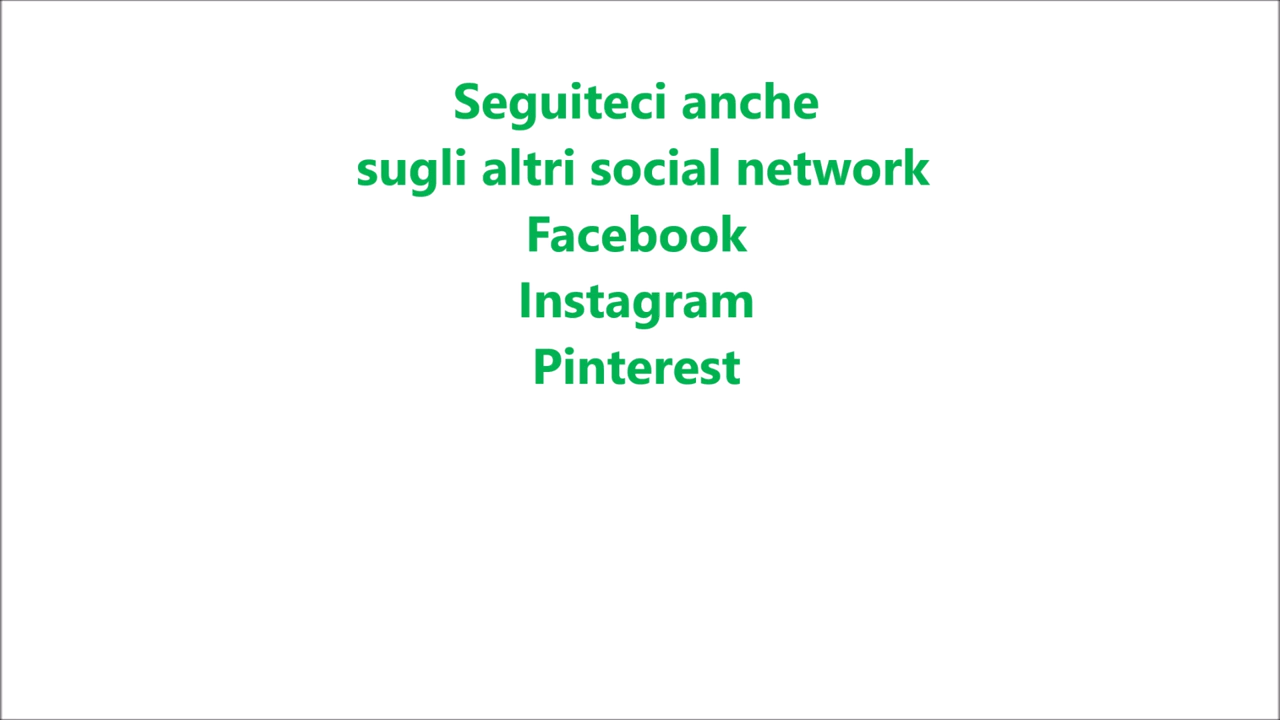 Seguiteci anche
sugli altri social network
Facebook
Instagram
Pinterest